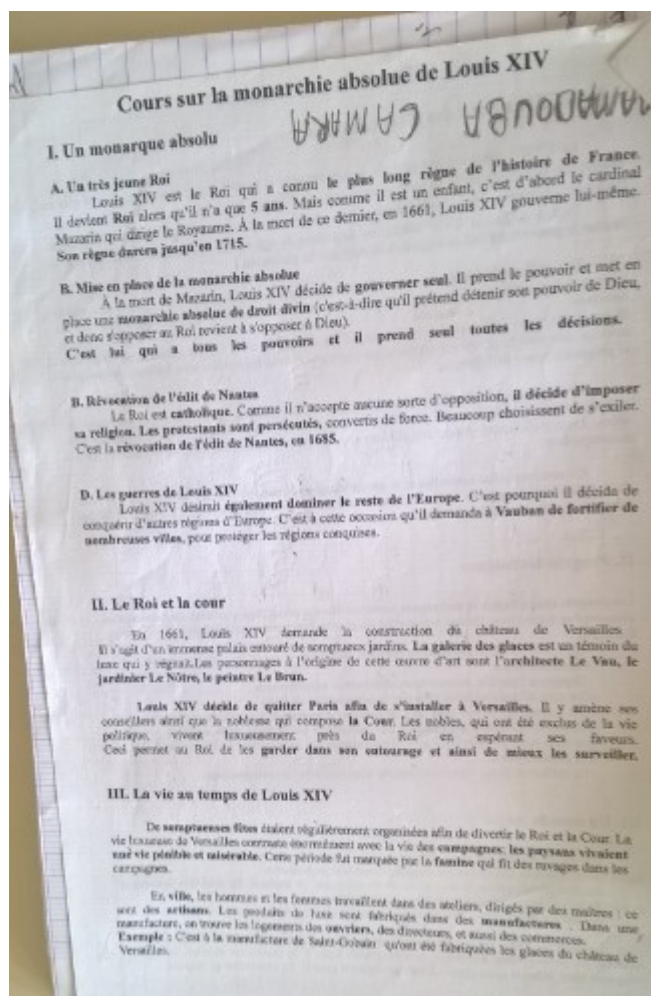 Cours sur la monarchie absolue de Louis XIV
MAMADOUBA CAMARA
I. Un monarque absolu
A. Un très jeune Roi
Louis XIV est le Roi qui a connu le plus long règne de l'histoire de France.
Il devient Roi alors qu'il n'a que 5 ans. Mais comme il est un enfant, c'est d'abord le cardinal
Mazarin qui dirige le Royaume. À la mort de ce dernier, en 1661, Louis XIV gouverne lui-même.
Son règne durera jusqu'en 1715.
B. Mise en place de la monarchie absolue
À la mort de Mazarin, Louis XIV décide de gouverner seul. Il prend le pouvoir et met en
place une monarchie absolue de droit divin (c'est-à-dire qu'il prétend détenir son pouvoir de Dieu,
et donc s'opposer au Roi revient à s'opposer à Dieu).
C'est lui qui a tous les pouvoirs et il prend seul toutes les décisions.
B. Révocation de l'édit de Nantes
Le Roi est catholique. Comme il n'accepte aucune sorte d'opposition, il décide d'imposer
sa religion. Les protestants sont persécutés, convertis de force. Beaucoup choisissent de s'exiler.
C'est la révocation de l'édit de Nantes, en 1685.
D. Les guerres de Louis XIV
Louis XIV désirait également dominer le reste de l'Europe. C'est pourquoi il décida de
conquérir d'autres régions d'Europe. C'est à cette occasion qu'il demanda à Vauban de fortifier de
nombreuses villes, pour protéger les régions conquises.
II. Le Roi et la cour
En 1661, Louis XIV demande la construction du château de Versailles.
Il s'agit d'un immense palais entouré de somptueux jardins. La galerie des glaces est un témoin du
luxe qui y régnait. Les personnages à l'origine de cette œuvre d'art sont l'architecte Le Vau, le
jardinier Le Nôtre, le peintre Le Brun.
Louis XIV décide de quitter Paris afin de s'installer à Versailles. Il y amène ses
conseillers ainsi que la noblesse qui compose la Cour. Les nobles, qui ont été exclus de la vie
politique, vivent luxueusement près du Roi en espérant ses faveurs.
Ceci permet au Roi de les garder dans son entourage et ainsi de mieux les surveiller.
III. La vie au temps de Louis XIV
De somptueuses fêtes étaient régulièrement organisées afin de divertir le Roi et la Cour. La
vie luxueuse de Versailles contraste énormément avec la vie des campagnes: les paysans vivaient
une vie pénible et misérable. Cette période fut marquée par la famine qui fit des ravages dans les
campagnes.
En ville, les hommes et les femmes travaillent dans des ateliers, dirigés par des maîtres : ce
sont des artisans. Les produits de luxe sont fabriqués dans des manufactures . Dans une
manufacture, on trouve les logements des ouvriers, des directeurs, et aussi des commerces.
Exemple : C'est à la manufacture de Saint-Gobain qu'ont été fabriquées les glaces du château de
Versailles.